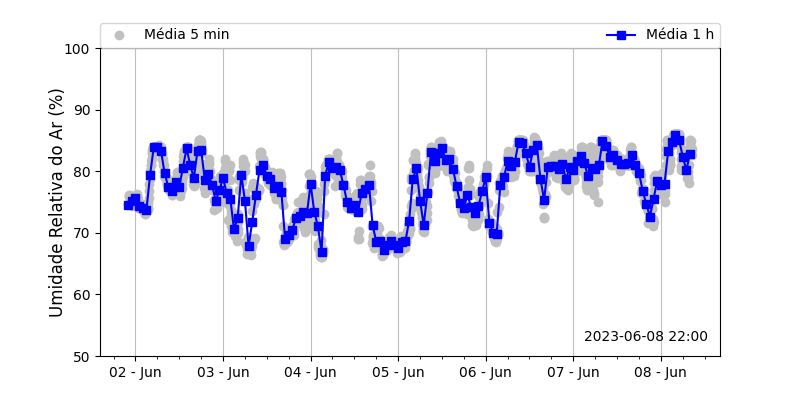 Média 5 min
Média 1 h
Umidade Relativa do Ar (%)
100
90
80
70
60
50
2023-06-08 22:00
02 - Jun
03 - Jun
04 - Jun
05 - Jun
06 - Jun
07 - Jun
08 - Jun